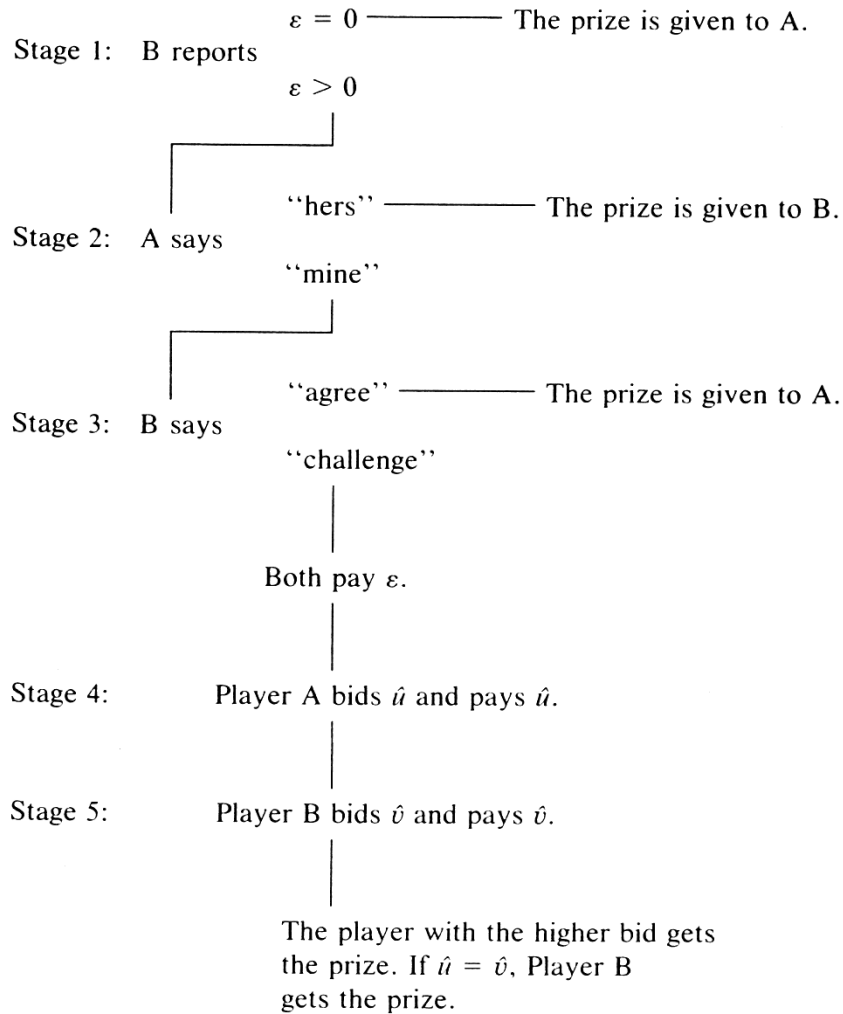 ε = 0 The prize is given to A.
Stage 1: B reports
ε > 0
“hers” The prize is given to B.
Stage 2: A says
“mine”
“agree” The prize is given to A.
Stage 3: B says
“challenge”
Both pay ε.
Stage 4: Player A bids û and pays û.
Stage 5: Player B bids v̂ and pays v̂.
The player with the higher bid gets
the prize. If û = v̂, Player B
gets the prize.